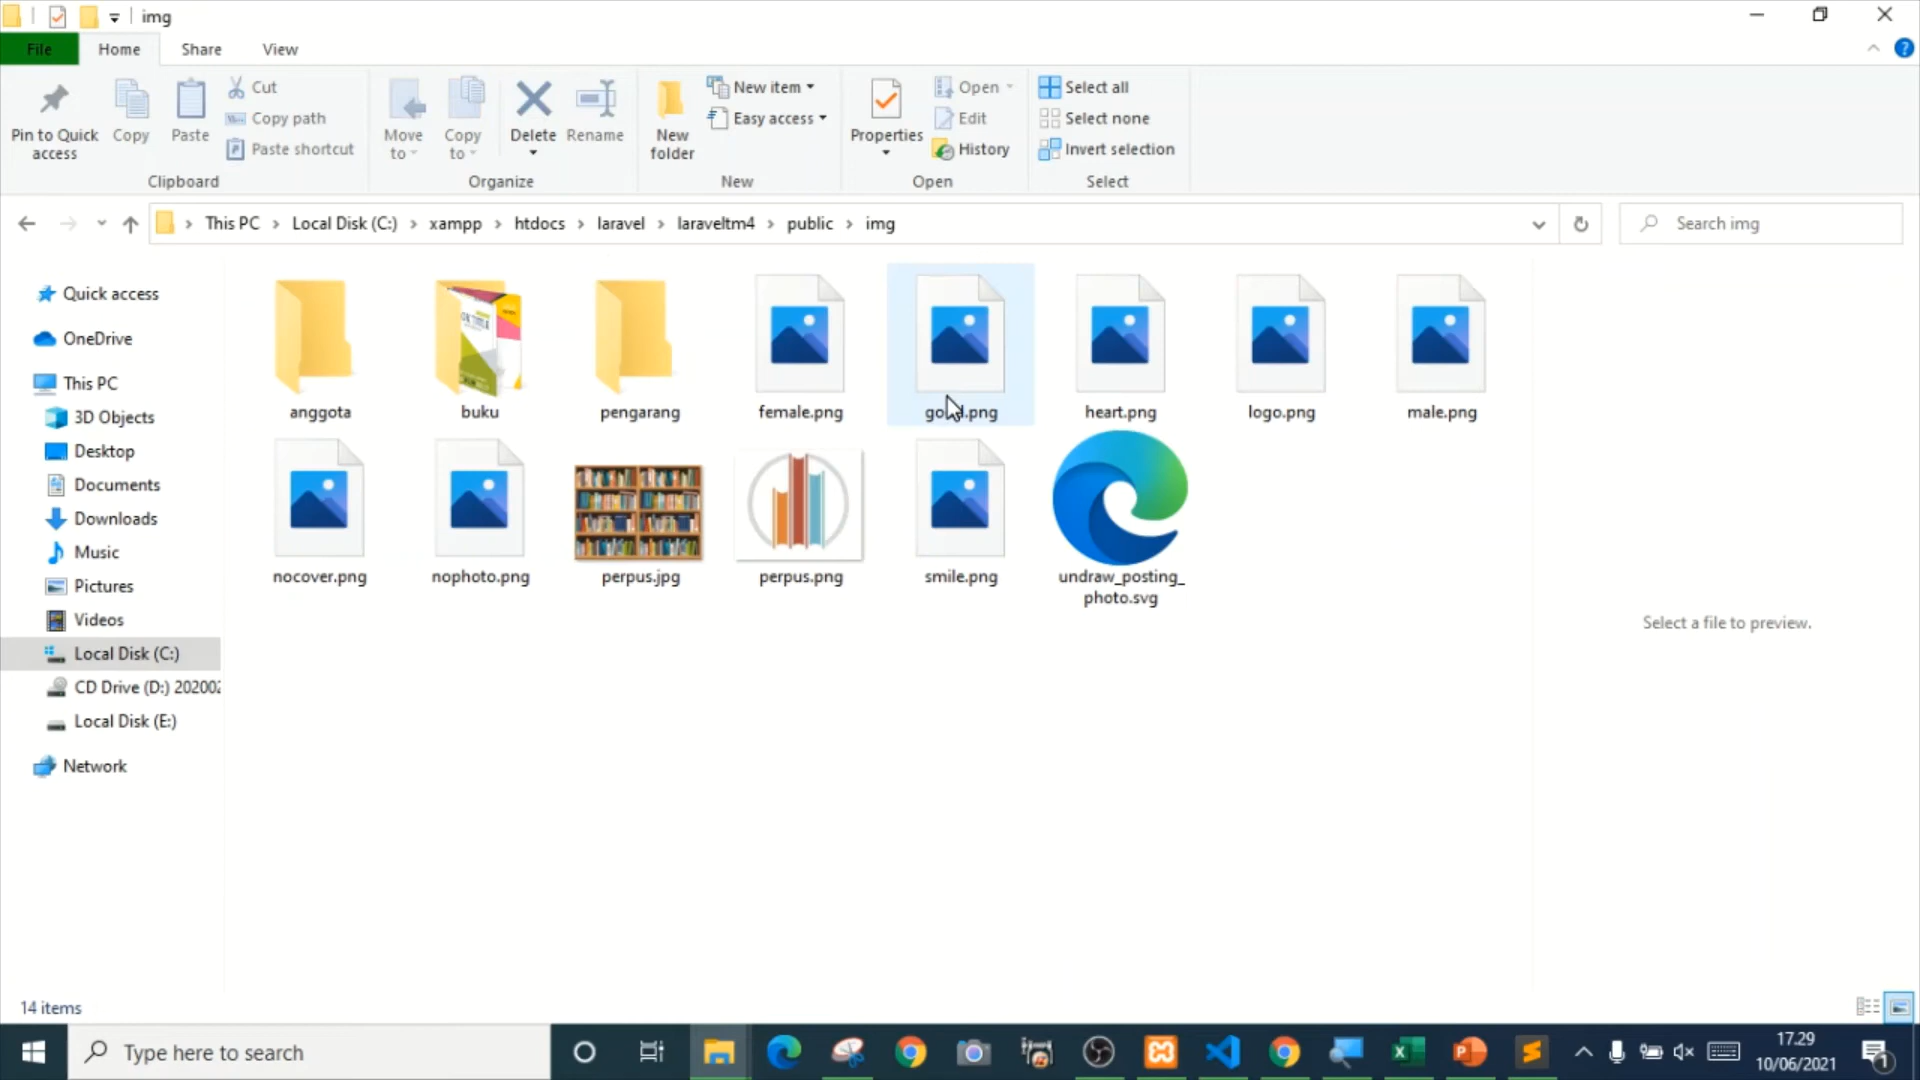 img
File Home Share View
Cut
New item
Open
Select all
Copy path
Easy access
Edit
Select none
Pin to Quick access
Copy
Paste
Paste shortcut
Move to
Copy to
Delete
Rename
New folder
Properties
History
Invert selection
Clipboard Organize New Open Select
This PC Local Disk (C:) xampp htdocs laravel laraveltm4 public img
Search img
Quick access
OneDrive
This PC
3D Objects
Desktop
Documents
Downloads
Music
Pictures
Videos
Local Disk (C:)
CD Drive (D:) 20200
Local Disk (E:)
Network
anggota buku pengarang female.png heart.png logo.png male.png
nocover.png nophoto.png perpus.jpg perpus.png smile.png undraw_posting_
photo.svg
Select a file to preview.
14 items
Type here to search
17.29
10/06/2021
1